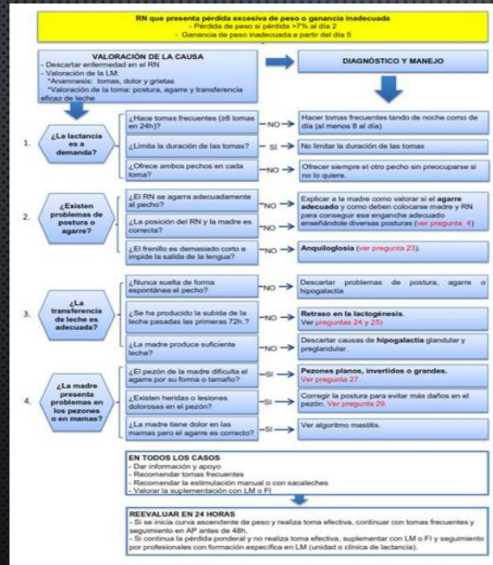 RN que presenta pérdida excesiva de peso o ganancia inadecuada
- Pérdida de peso si pérdida >7% al día 2
- Ganancia de peso inadecuada a partir del día 5
VALORACIÓN DE LA CAUSA
- Descartar enfermedad en el RN
- Valoración de la LM:
*Anamnesis: tomas, dolor y grietas
*Valoración de la toma: postura, agarre y transferencia
eficaz de leche
DIAGNÓSTICO Y MANEJO
1.
¿La lactancia
es a
demanda?
¿Hace tomas frecuentes (≥8 tomas
en 24h)?
NO
Hacer tomas frecuentes tando de noche como de
día (al menos 8 al día)
¿Limita la duración de las tomas?
SÍ
No limitar la duración de las tomas
¿Ofrece ambos pechos en cada
toma?
NO
Ofrecer siempre el otro pecho sin preocuparse si
no lo quiere.
2.
¿Existen
problemas de
postura o
agarre?
¿El RN se agarra adecuadamente
al pecho?
NO
¿La posición del RN y la madre es
correcta?
NO
Explicar a la madre como valorar si el agarre
adecuado y como deben colocarse madre y RN
para conseguir ese enganche adecuado
enseñándole diversas posturas (ver pregunta 4)
¿El frenillo es demasiado corto e
impide la salida de la lengua?
NO
Anquiloglosia (ver pregunta 23).
3.
¿La
transferencia
de leche es
adecuada?
¿Nunca suelta de forma
espontánea el pecho?
NO
Descartar problemas de postura, agarre o
hipogalactia
¿Se ha producido la subida de la
leche pasadas las primeras 72h.?
NO
Retraso en la lactogénesis.
Ver preguntas 24 y 25)
¿La madre produce suficiente
leche?
NO
Descartar causas de hipogalactia glandular y
preglandular.
4.
¿La madre
presenta
problemas en
los pezones
o en mamas?
¿El pezón de la madre dificulta el
agarre por su forma o tamaño?
SI
Pezones planos, invertidos o grandes.
Ver pregunta 27.
¿Existen heridas o lesiones
dolorosas en el pezón?
SI
Corregir la postura para evitar más daños en el
pezón. Ver pregunta 29.
¿La madre tiene dolor en las
mamas pero el agarre es correcto?
SI
Ver algoritmo mastitis.
EN TODOS LOS CASOS
- Dar información y apoyo
- Recomendar tomas frecuentes
- Recomendar la estimulación manual o con sacaleches
- Valorar la suplementación con LM o FI
REEVALUAR EN 24 HORAS
- Si se inicia curva ascendente de peso y realiza toma efectiva, continuar con tomas frecuentes y
seguimiento en AP antes de 48h.
- Si continua la pérdida ponderal y no realiza toma efectiva, suplementar con LM o FI y seguimiento
por profesionales con formación específica en LM (unidad o clínica de lactancia).